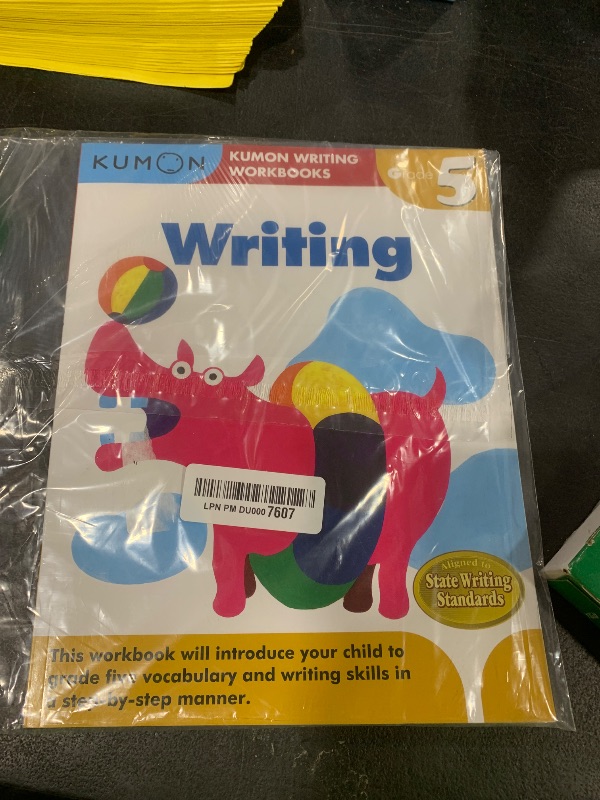 KUMON
KUMON WRITING
WORKBOOKS
Grade 5
Writing
LPN PM DU000 7607
Aligned to
State Writing
Standards
This workbook will introduce your child to
grade five vocabulary and writing skills in
a step-by-step manner.